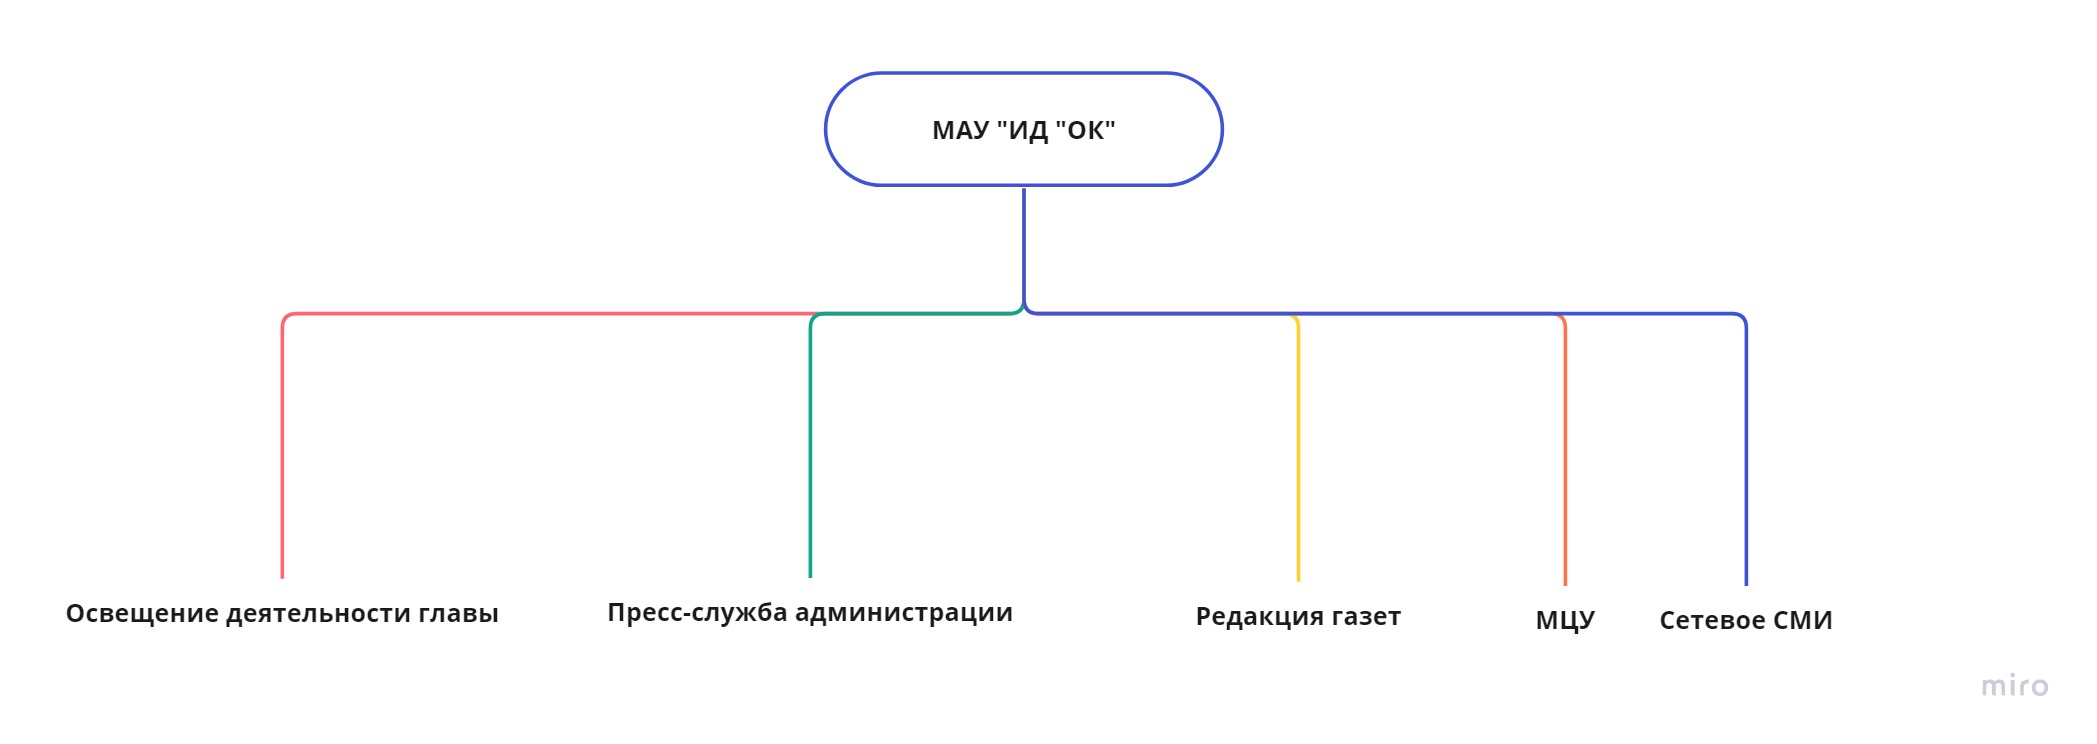 МАУ "ИД "ОК"
Освещение деятельности главы
Пресс-служба администрации
Редакция газет
МЦУ
Сетевое СМИ
miro